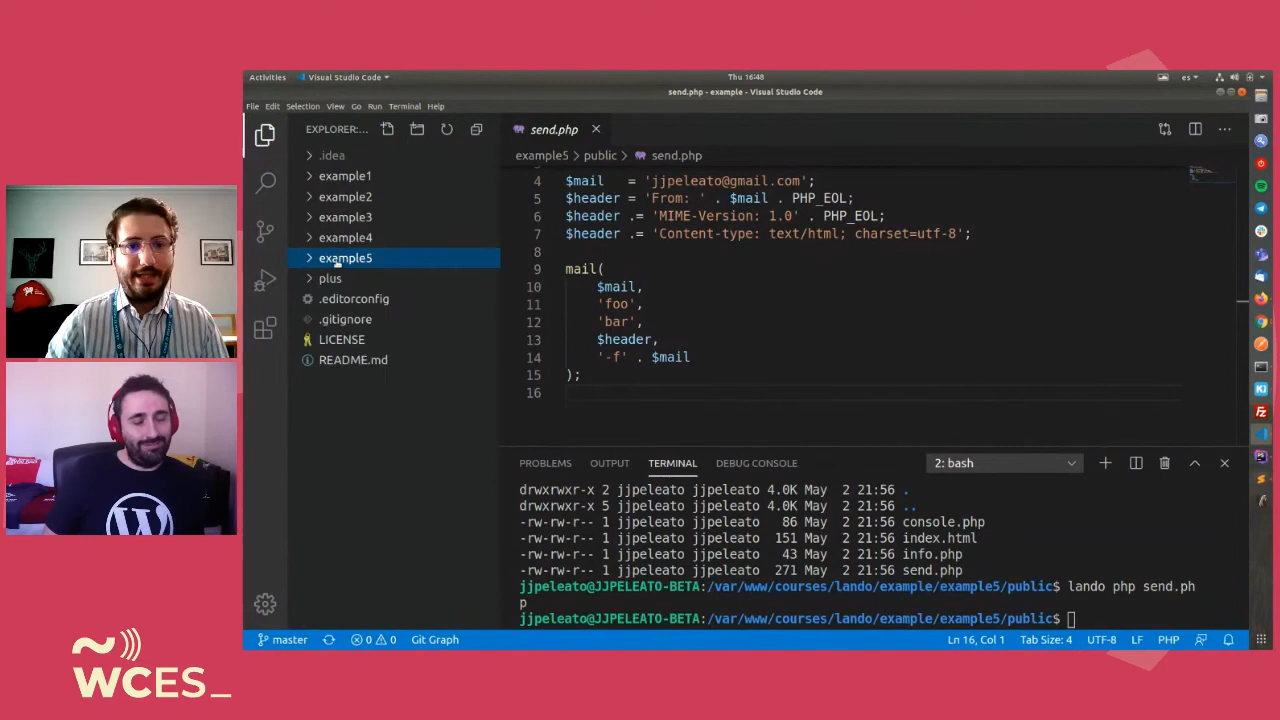 Activities
Visual Studio Code
Thu 16:48
es
send.php - example - Visual Studio Code
File Edit Selection View Go Run Terminal Help
EXPLORER:...
send.php
.idea
example1
example2
example3
example4
example5
plus
.editorconfig
.gitignore
LICENSE
README.md
example5 > public > send.php
4 $mail   = 'jjpeleato@gmail.com';
5 $header = 'From: ' . $mail . PHP_EOL;
6 $header .= 'MIME-Version: 1.0' . PHP_EOL;
7 $header .= 'Content-type: text/html; charset=utf-8';
8
9 mail(
10     $mail,
11     'foo',
12     'bar',
13     $header,
14     '-f' . $mail
15 );
16
PROBLEMS OUTPUT TERMINAL DEBUG CONSOLE
2: bash
drwxrwxr-x 2 jjpeleato jjpeleato 4.0K May  2 21:56 .
drwxrwxr-x 5 jjpeleato jjpeleato 4.0K May  2 21:56 ..
-rw-rw-r-- 1 jjpeleato jjpeleato   86 May  2 21:56 console.php
-rw-rw-r-- 1 jjpeleato jjpeleato  151 May  2 21:56 index.html
-rw-rw-r-- 1 jjpeleato jjpeleato   43 May  2 21:56 info.php
-rw-rw-r-- 1 jjpeleato jjpeleato  271 May  2 21:56 send.php
jjpeleato@JJPELEATO-BETA:/var/www/courses/lando/example/example5/public$ lando php send.ph
p
jjpeleato@JJPELEATO-BETA:/var/www/courses/lando/example/example5/public$
master
0 0
Git Graph
Ln 16, Col 1
Tab Size: 4
UTF-8
LF
PHP
WCES_